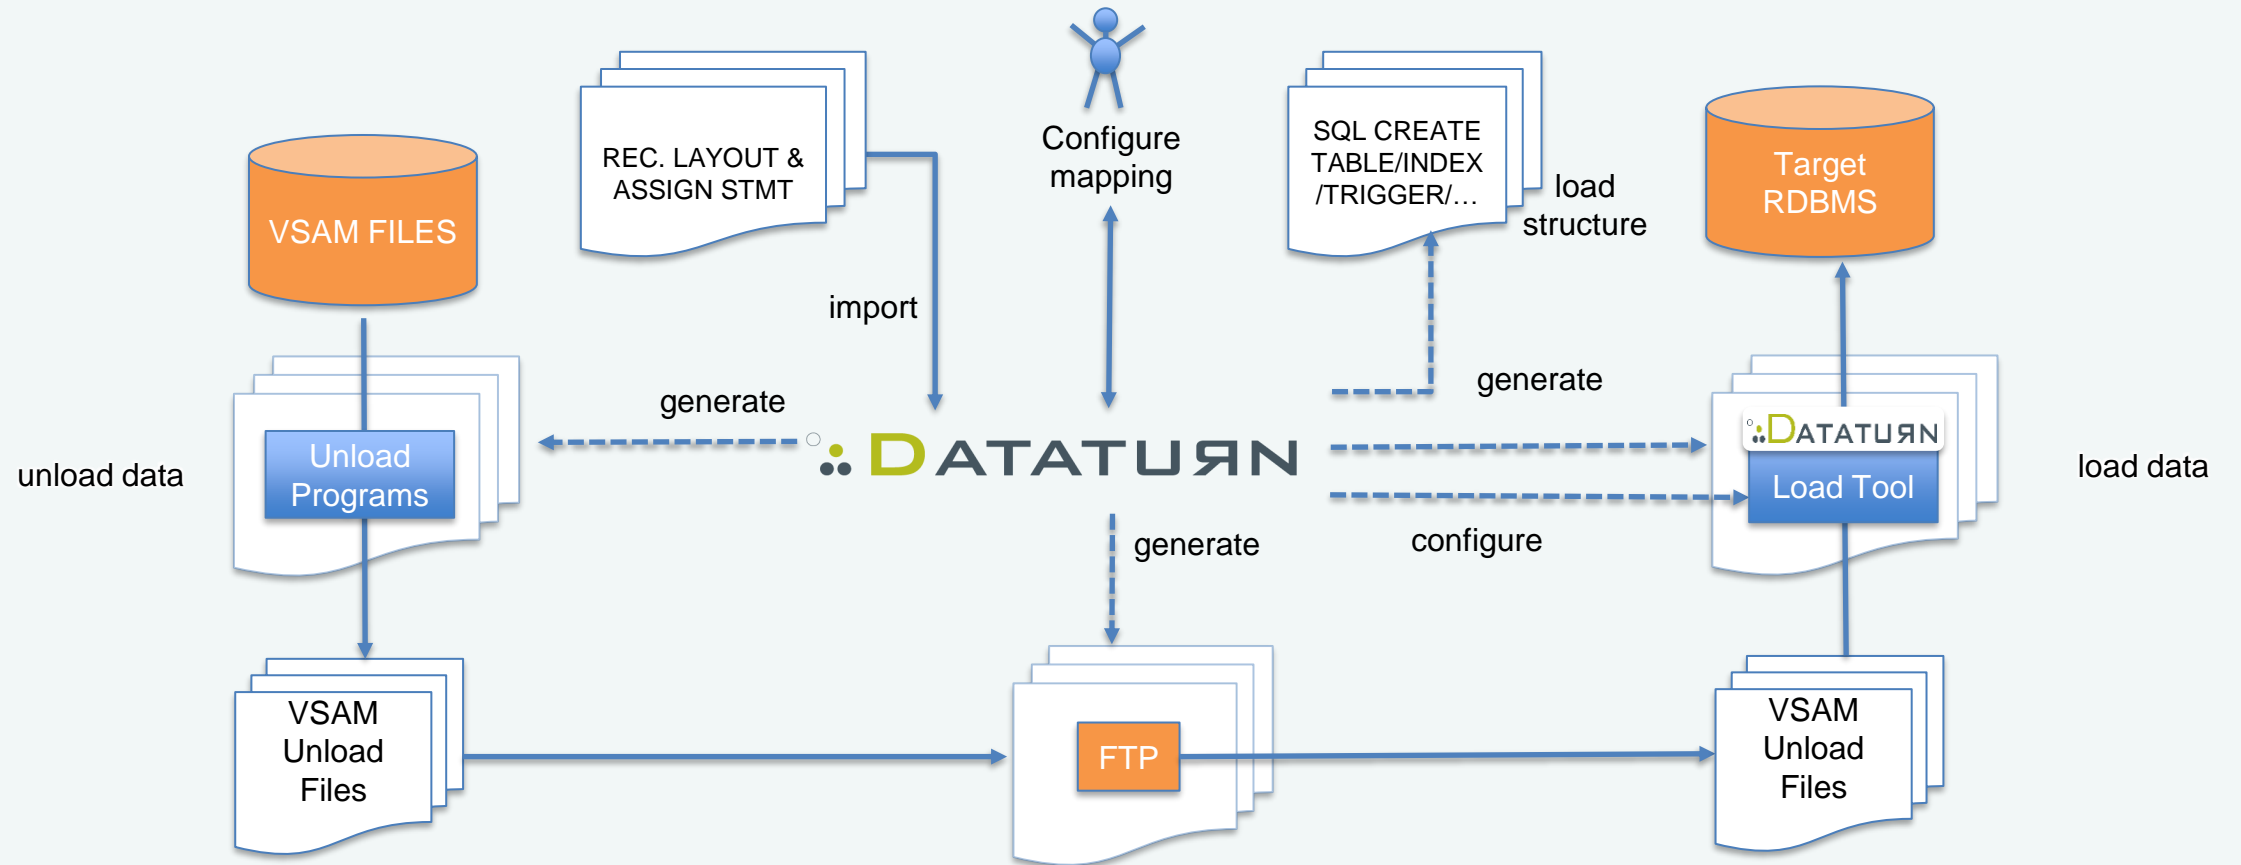 Configure
mapping
REC. LAYOUT &
ASSIGN STMT
SQL CREATE
TABLE/INDEX
/TRIGGER/…
load
structure
Target
RDBMS
VSAM FILES
import
generate
generate
DATATURN
DATATURN
Load Tool
Unload
Programs
unload data
load data
generate
configure
VSAM
Unload
Files
FTP
VSAM
Unload
Files